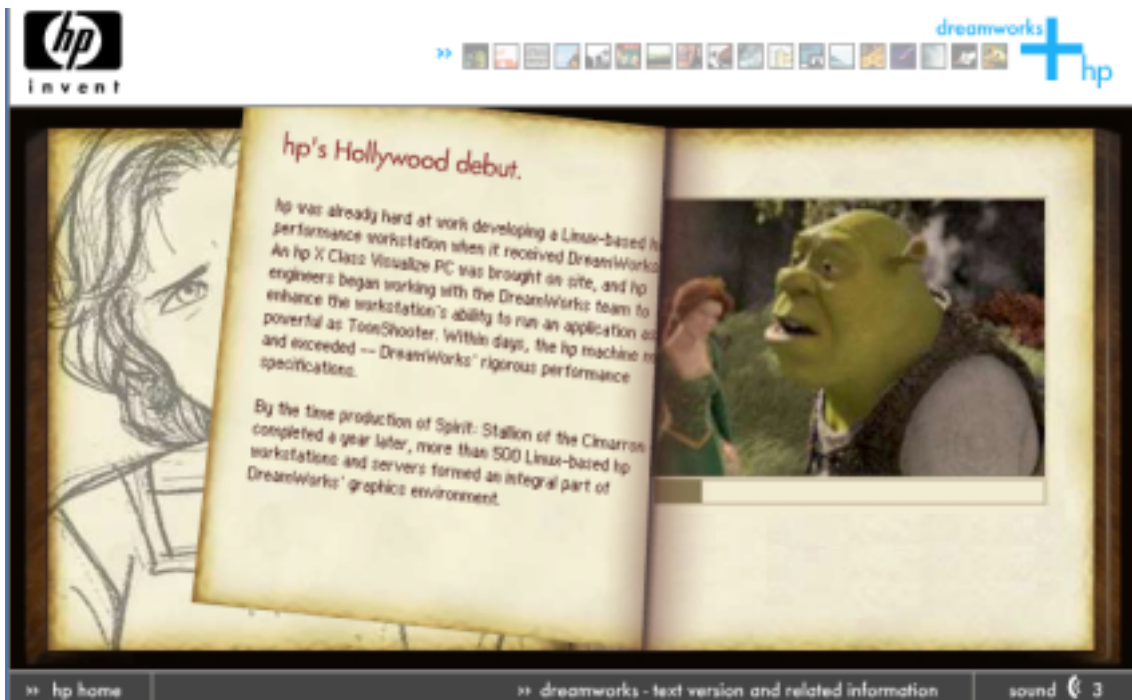 hp
invent
»
dreamworks
hp
hp's Hollywood debut.
hp was already hard at work developing a Linux-based h
performance workstation when it received DreamWorks
An hp X Class Visualize PC was brought on site, and hp
engineers began working with the DreamWorks team to
enhance the workstation's ability to run an application as
powerful as ToonShooter. Within days, the hp machine m
and exceeded -- DreamWorks' rigorous performance
specifications.
By the time production of Spirit: Stallion of the Cimarron
completed a year later, more than 500 Linux-based hp
workstations and servers formed an integral part of
DreamWorks' graphics environment.
» hp home
» dreamworks - text version and related information
sound 3